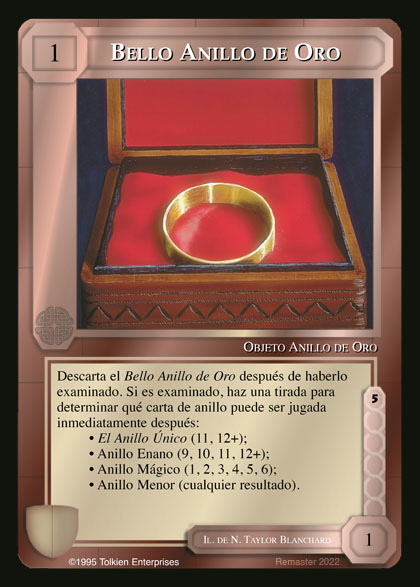 1
BELLO ANILLO DE ORO
OBJETO ANILLO DE ORO
Descarta el Bello Anillo de Oro después de haberlo
examinado. Si es examinado, haz una tirada para
determinar qué carta de anillo puede ser jugada
inmediatamente después:
• El Anillo Único (11, 12+);
• Anillo Enano (9, 10, 11, 12+);
• Anillo Mágico (1, 2, 3, 4, 5, 6);
• Anillo Menor (cualquier resultado).
5
IL. DE N. TAYLOR BLANCHARD
1
©1995 Tolkien Enterprises
Remaster 2022